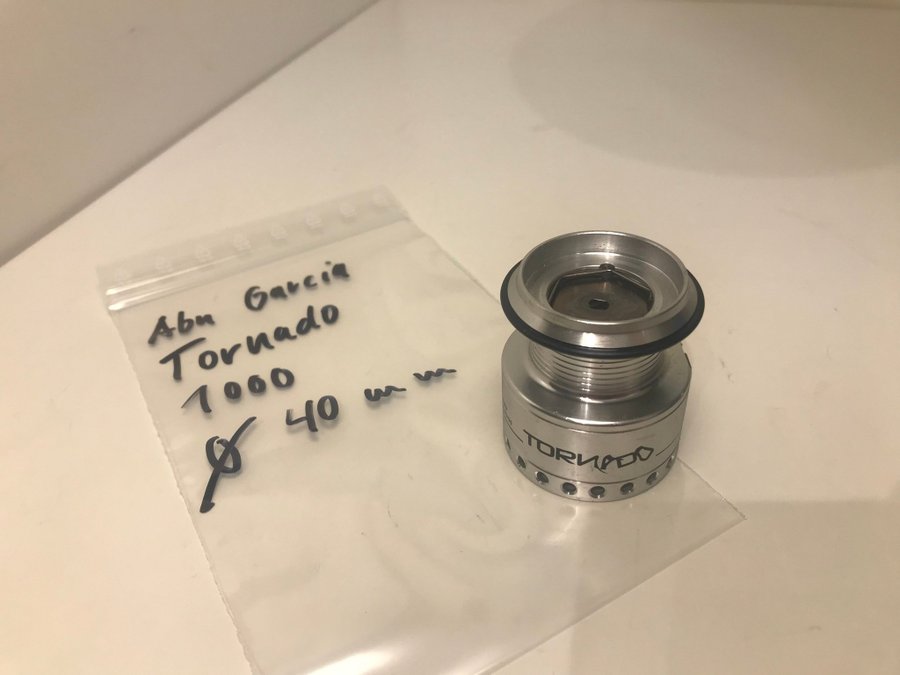 Abu Garcia
Tornado
1000
Ø 40 mm
TORNADO